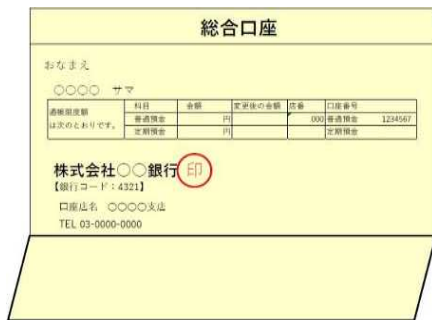 総合口座
おなまえ
○○○○ サマ
通帳限度額は次のとおりです。 科目 金額 変更後の金額 店番 口座番号
普通預金 円 000 普通預金 1234567
定期預金 円 定期預金
株式会社○○銀行 印
【銀行コード:4321】
口座店名 ○○○○支店
TEL 03-0000-0000